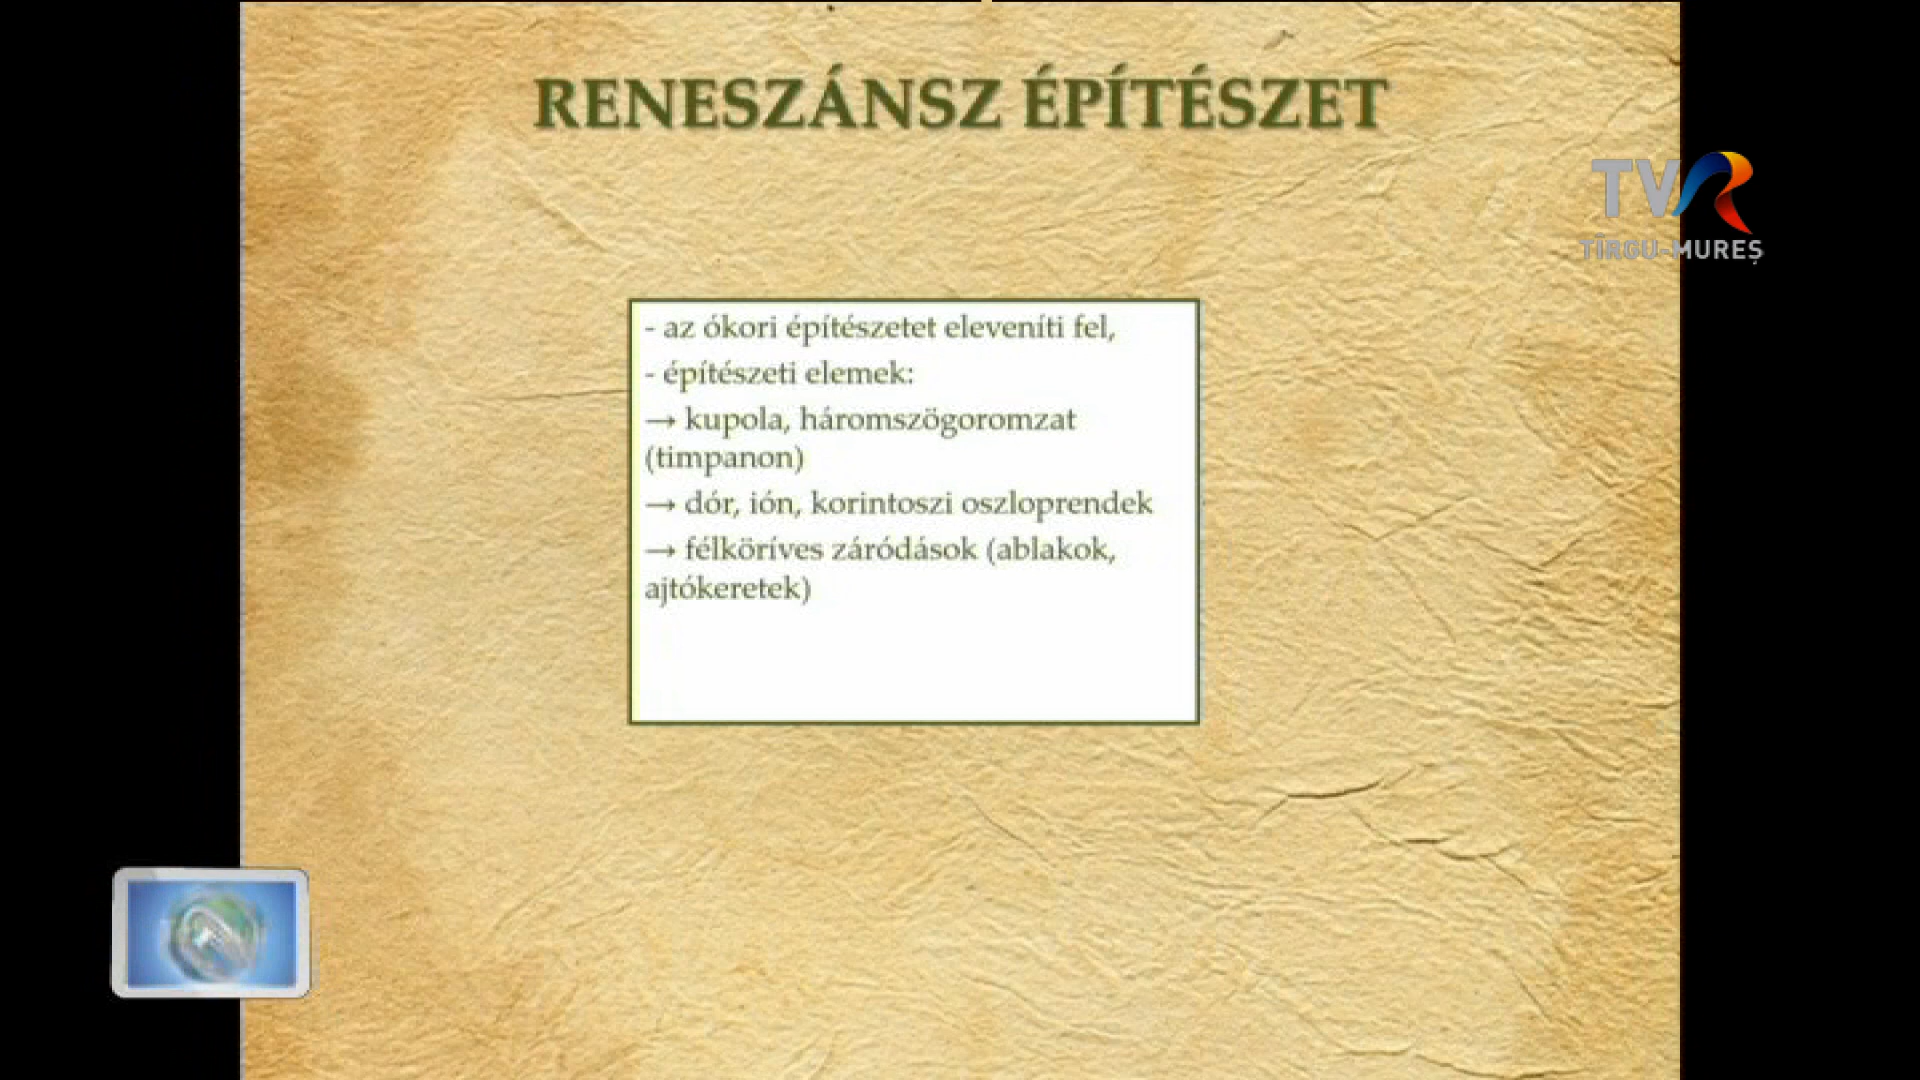 RENESZÁNSZ ÉPÍTÉSZET
TVR
TÎRGU-MUREȘ
- az ókori építészetet eleveníti fel,
- építészeti elemek:
→ kupola, háromszögoromzat
(timpanon)
→ dór, ión, korintoszi oszloprendek
→ félköríves záródások (ablakok,
ajtókeretek)